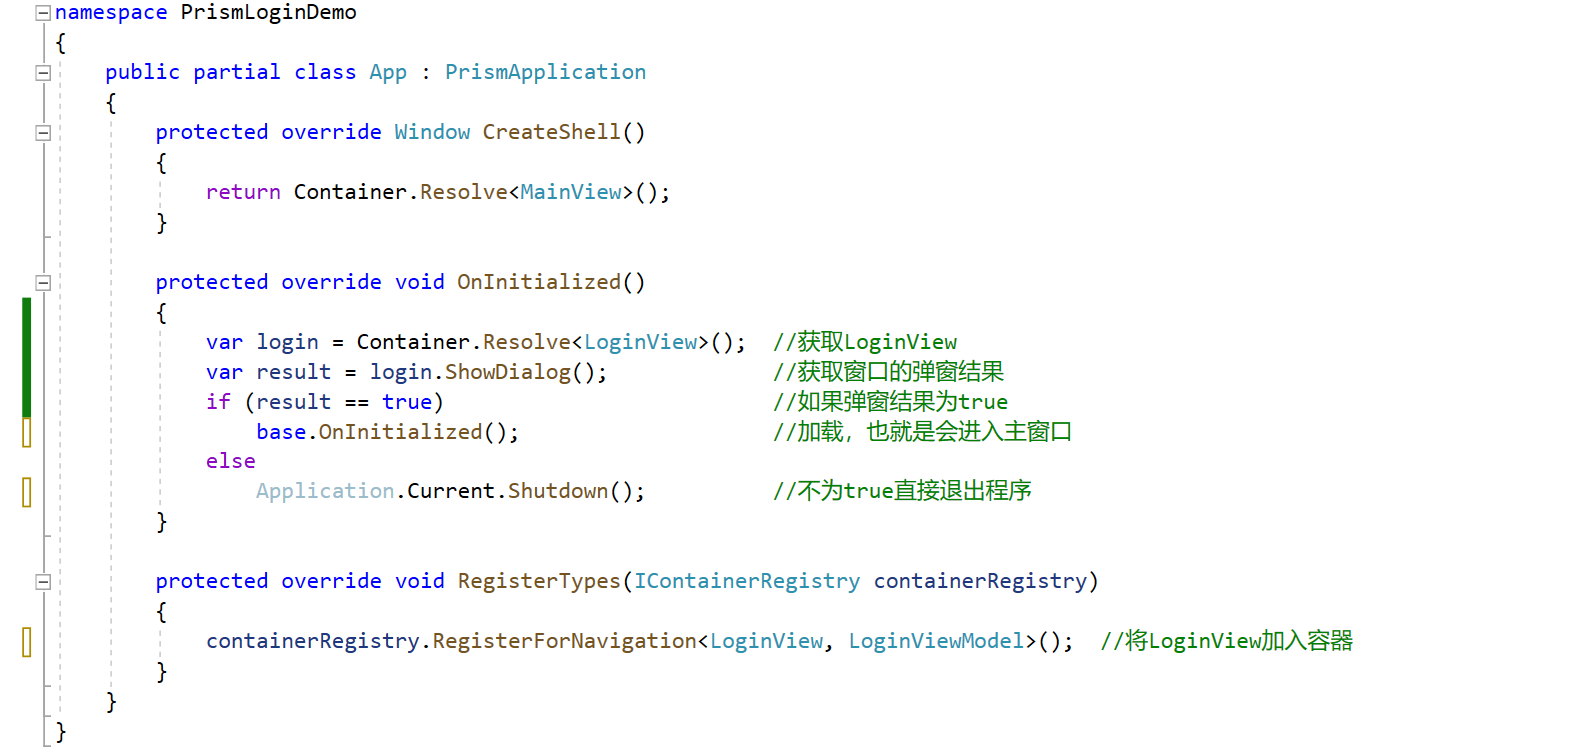 namespace PrismLoginDemo
{
    public partial class App : PrismApplication
    {
        protected override Window CreateShell()
        {
            return Container.Resolve<MainView>();
        }

        protected override void OnInitialized()
        {
            var login = Container.Resolve<LoginView>();  //获取LoginView
            var result = login.ShowDialog();             //获取窗口的弹窗结果
            if (result == true)                          //如果弹窗结果为true
                base.OnInitialized();                    //加载，也就是会进入主窗口
            else
                Application.Current.Shutdown();          //不为true直接退出程序
        }

        protected override void RegisterTypes(IContainerRegistry containerRegistry)
        {
            containerRegistry.RegisterForNavigation<LoginView, LoginViewModel>();  //将LoginView加入容器
        }
    }
}